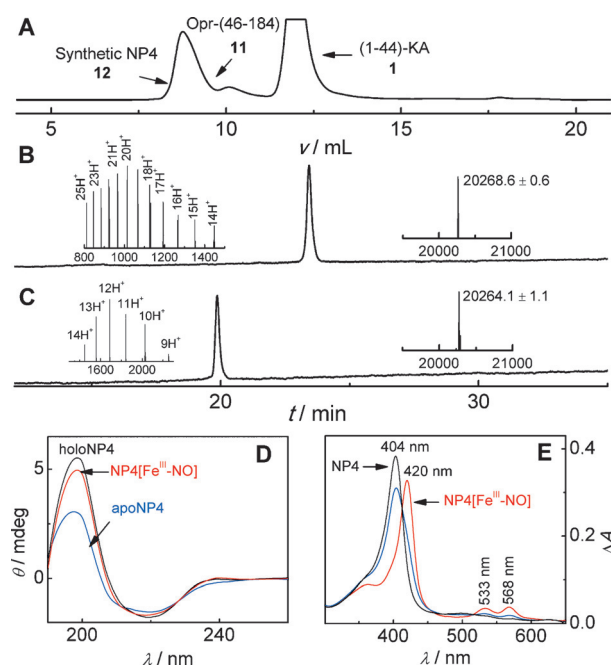 A
Opr-(46-184)
11
Synthetic NP4
12
(1-44)-KA
1
5 10 15 20
v / mL
B
25H⁺ 23H⁺ 21H⁺ 20H⁺ 18H⁺ 17H⁺ 16H⁺ 15H⁺ 14H⁺
800 1000 1200 1400
20268.6 ± 0.6
20000 21000
C
14H⁺ 13H⁺ 12H⁺ 11H⁺ 10H⁺ 9H⁺
1600 2000
20264.1 ± 1.1
20000 21000
20 30
t / min
D
holoNP4
NP4[Feᴵᴵᴵ-NO]
apoNP4
5
0
θ / mdeg
200 220 240
λ / nm
E
404 nm
NP4
420 nm
NP4[Feᴵᴵᴵ-NO]
533 nm
568 nm
0.4
0.2
0.0
ΔA
400 500 600
λ / nm